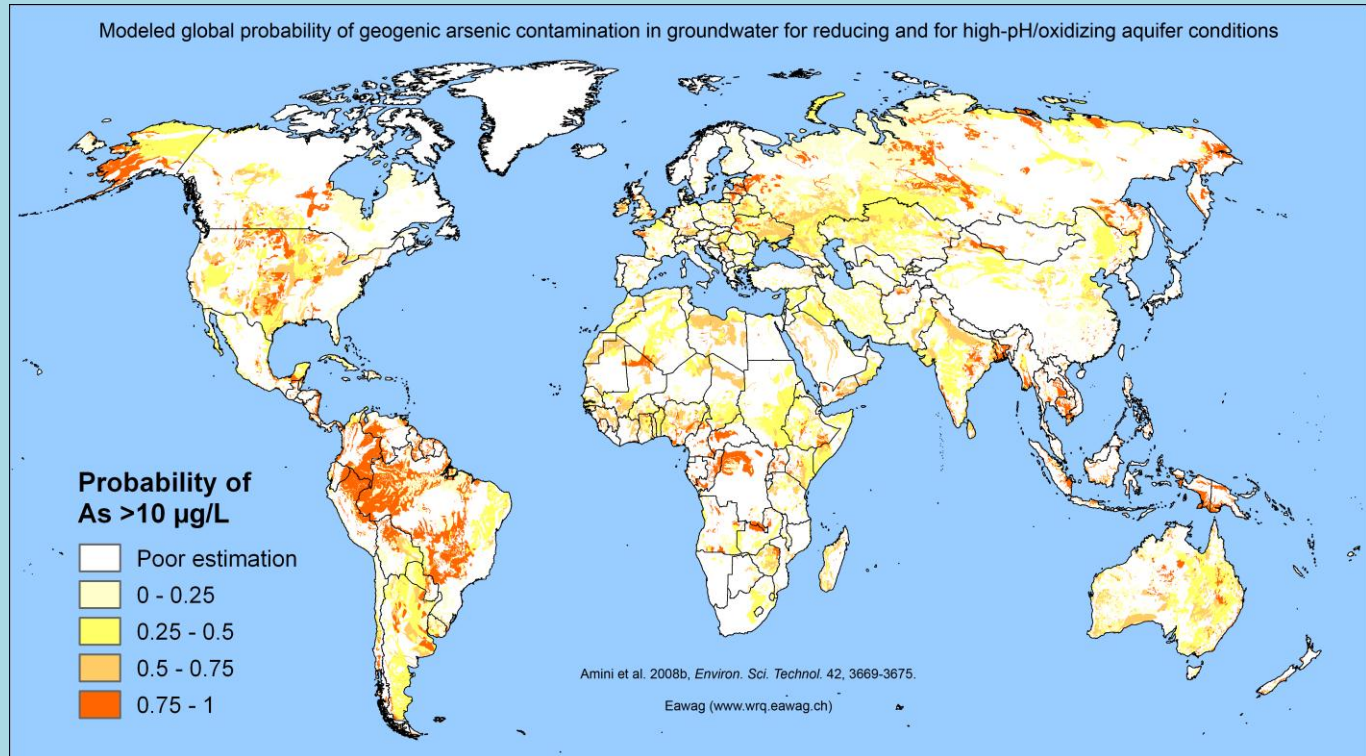 Modeled global probability of geogenic arsenic contamination in groundwater for reducing and for high-pH/oxidizing aquifer conditions
Probability of
As >10 µg/L
Poor estimation
0 - 0.25
0.25 - 0.5
0.5 - 0.75
0.75 - 1
Amini et al. 2008b, Environ. Sci. Technol. 42, 3669-3675.
Eawag (www.wrq.eawag.ch)